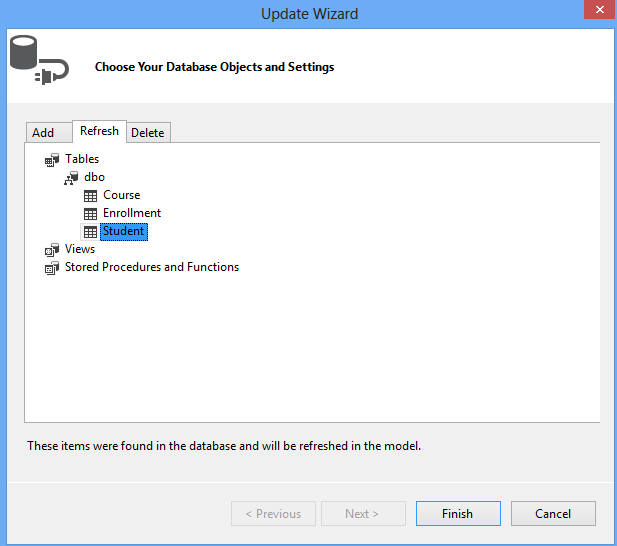 Update Wizard
Choose Your Database Objects and Settings
Add Refresh Delete
Tables
dbo
Course
Enrollment
Student
Views
Stored Procedures and Functions
These items were found in the database and will be refreshed in the model.
< Previous Next > Finish Cancel